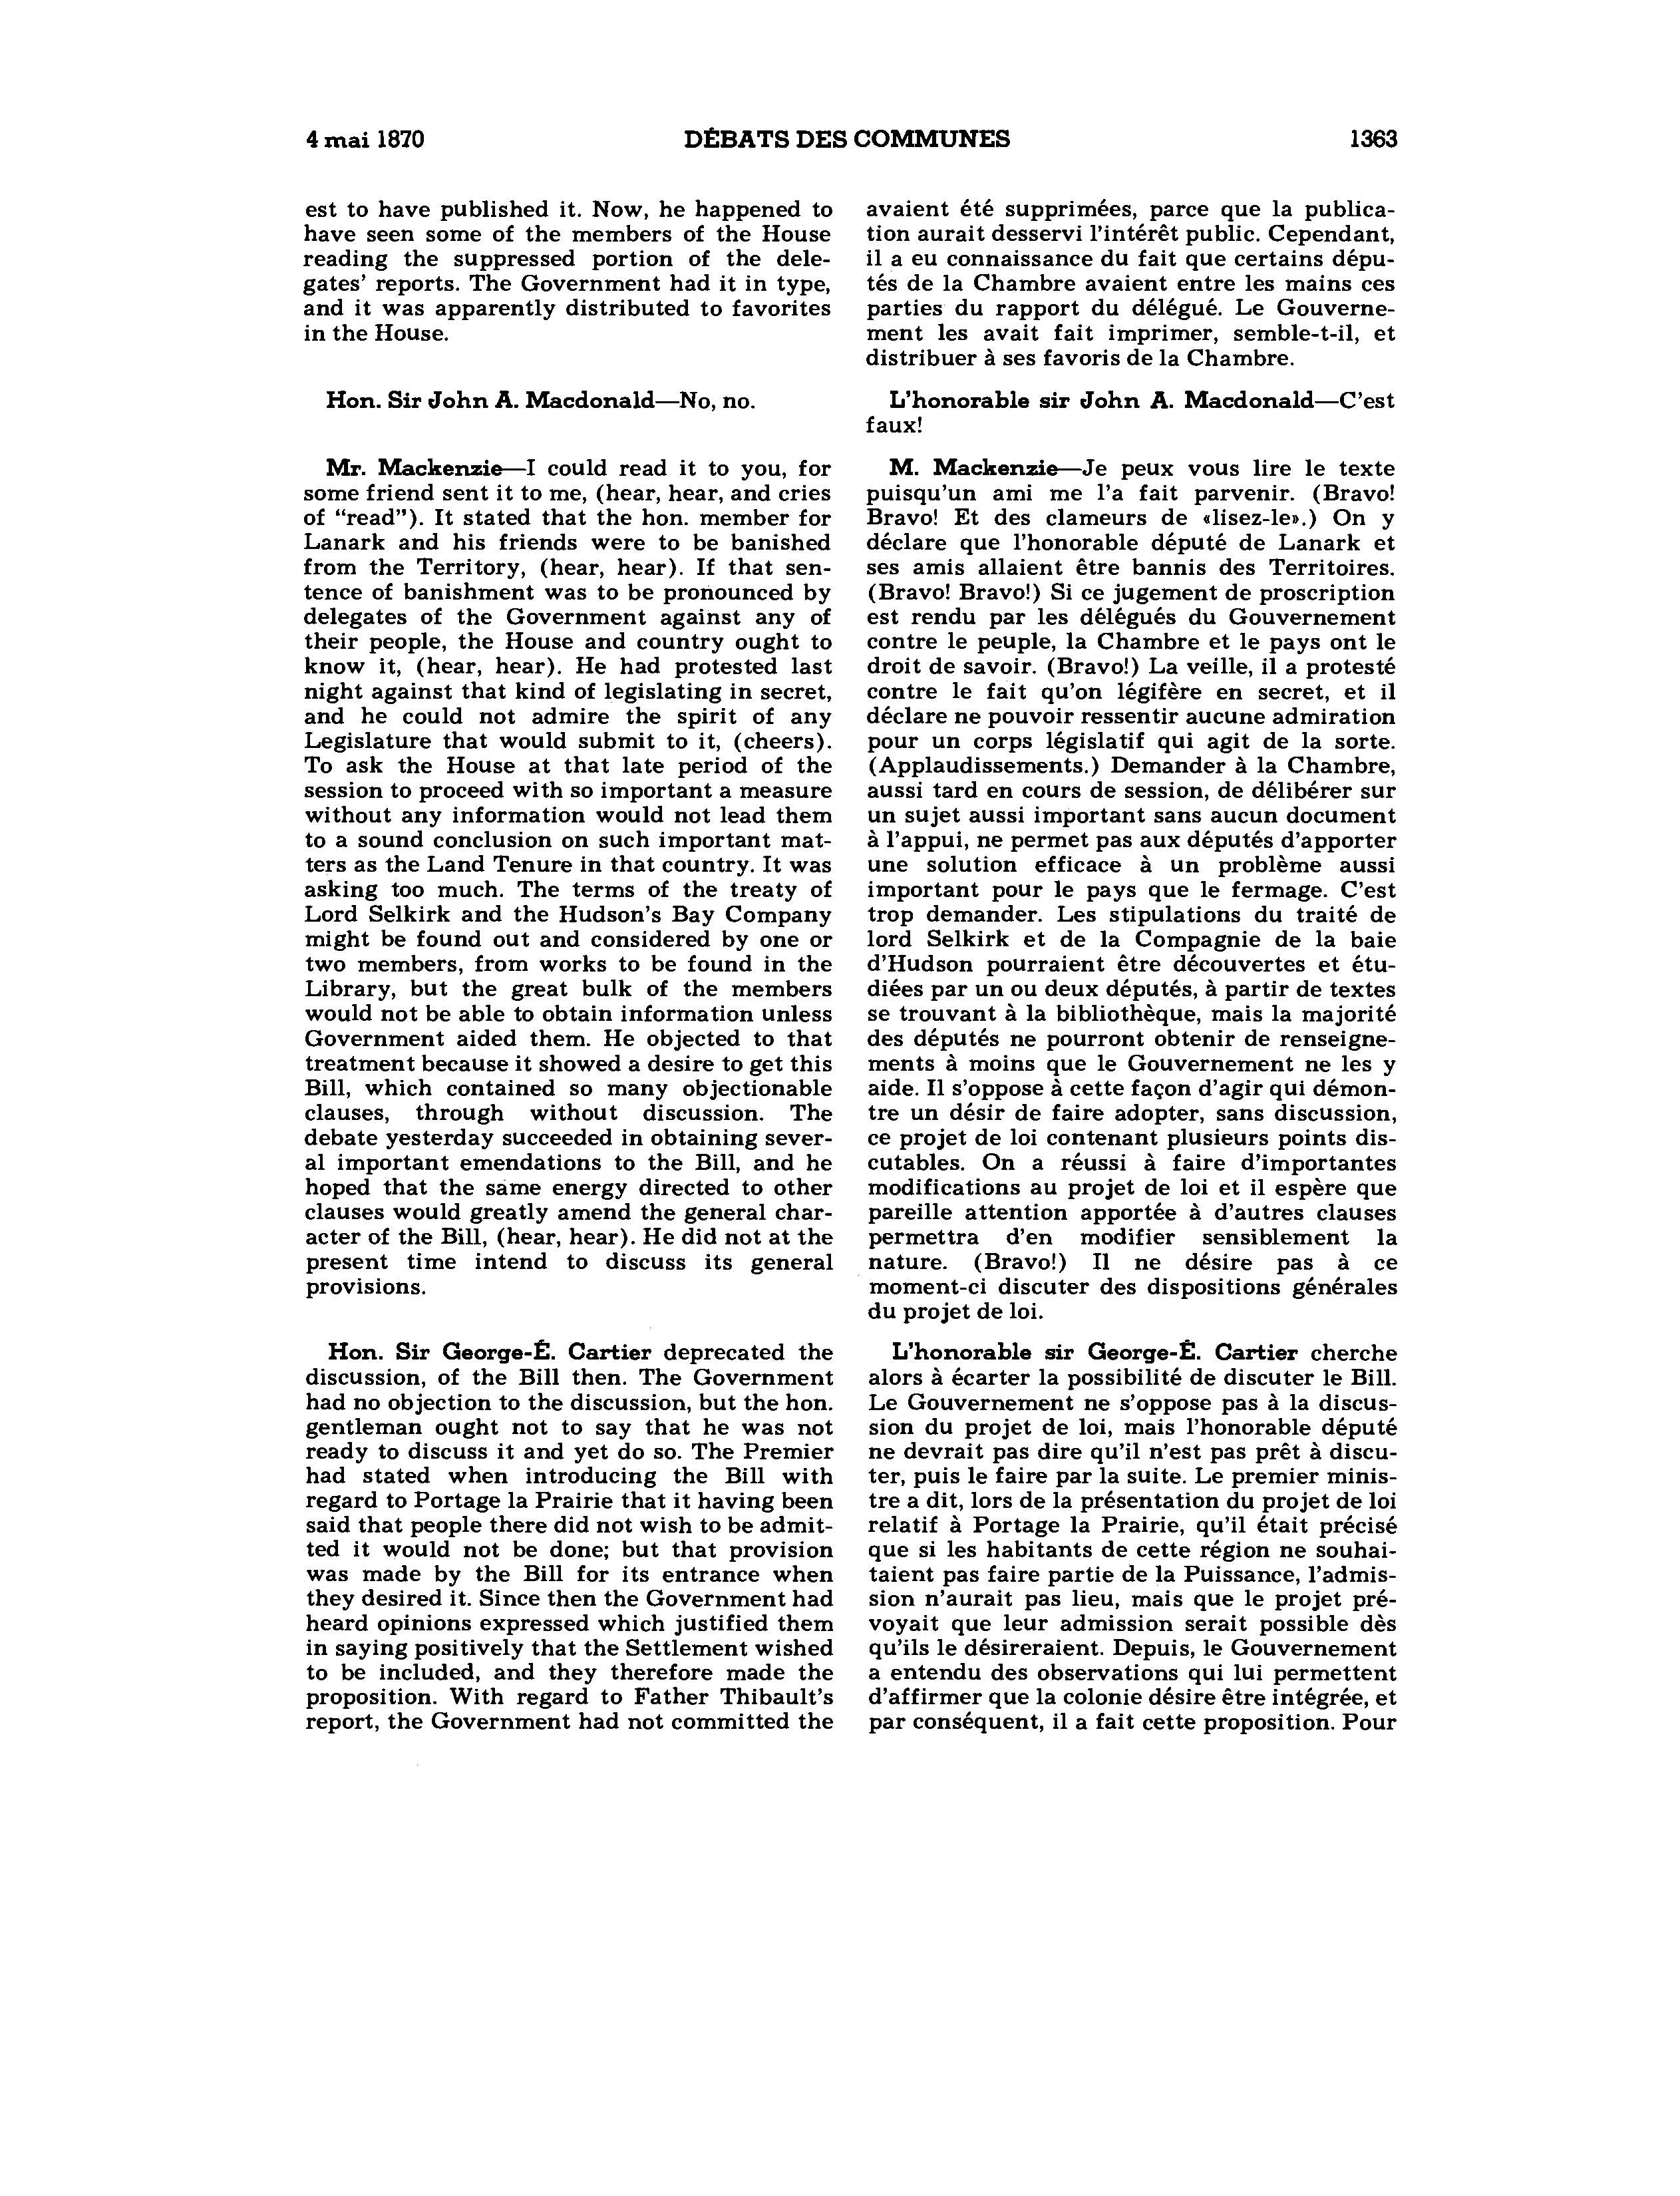 4 mai 1870
DÉBATS DES COMMUNES
1363
est to have published it. Now, he happened to
have seen some of the members of the House
reading the suppressed portion of the dele-
gates' reports. The Government had it in type,
and it was apparently distributed to favorites
in the House.
Hon. Sir John A. Macdonald—No, no.
Mr. Mackenzie—I could read it to you, for
some friend sent it to me, (hear, hear, and cries
of "read"). It stated that the hon. member for
Lanark and his friends were to be banished
from the Territory, (hear, hear). If that sen-
tence of banishment was to be pronounced by
delegates of the Government against any of
their people, the House and country ought to
know it, (hear, hear). He had protested last
night against that kind of legislating in secret,
and he could not admire the spirit of any
Legislature that would submit to it, (cheers).
To ask the House at that late period of the
session to proceed with so important a measure
without any information would not lead them
to a sound conclusion on such important mat-
ters as the Land Tenure in that country. It was
asking too much. The terms of the treaty of
Lord Selkirk and the Hudson's Bay Company
might be found out and considered by one or
two members, from works to be found in the
Library, but the great bulk of the members
would not be able to obtain information unless
Government aided them. He objected to that
treatment because it showed a desire to get this
Bill, which contained so many objectionable
clauses, through without discussion. The
debate yesterday succeeded in obtaining sever-
al important emendations to the Bill, and he
hoped that the same energy directed to other
clauses would greatly amend the general char-
acter of the Bill, (hear, hear). He did not at the
present time intend to discuss its general
provisions.
Hon. Sir George-É. Cartier deprecated the
discussion, of the Bill then. The Government
had no objection to the discussion, but the hon.
gentleman ought not to say that he was not
ready to discuss it and yet do so. The Premier
had stated when introducing the Bill with
regard to Portage la Prairie that it having been
said that people there did not wish to be admit-
ted it would not be done; but that provision
was made by the Bill for its entrance when
they desired it. Since then the Government had
heard opinions expressed which justified them
in saying positively that the Settlement wished
to be included, and they therefore made the
proposition. With regard to Father Thibault's
report, the Government had not committed the
avaient été supprimées, parce que la publica-
tion aurait desservi l'intérêt public. Cependant,
il a eu connaissance du fait que certains dépu-
tés de la Chambre avaient entre les mains ces
parties du rapport du délégué. Le Gouverne-
ment les avait fait imprimer, semble-t-il, et
distribuer à ses favoris de la Chambre.
L'honorable sir John A. Macdonald—C'est
faux!
M. Mackenzie—Je peux vous lire le texte
puisqu'un ami me l'a fait parvenir. (Bravo!
Bravo! Et des clameurs de «lisez-le».) On y
déclare que l'honorable député de Lanark et
ses amis allaient être bannis des Territoires.
(Bravo! Bravo!) Si ce jugement de proscription
est rendu par les délégués du Gouvernement
contre le peuple, la Chambre et le pays ont le
droit de savoir. (Bravo!) La veille, il a protesté
contre le fait qu'on légifère en secret, et il
déclare ne pouvoir ressentir aucune admiration
pour un corps législatif qui agit de la sorte.
(Applaudissements.) Demander à la Chambre,
aussi tard en cours de session, de délibérer sur
un sujet aussi important sans aucun document
à l'appui, ne permet pas aux députés d'apporter
une solution efficace à un problème aussi
important pour le pays que le fermage. C'est
trop demander. Les stipulations du traité de
lord Selkirk et de la Compagnie de la baie
d'Hudson pourraient être découvertes et étu-
diées par un ou deux députés, à partir de textes
se trouvant à la bibliothèque, mais la majorité
des députés ne pourront obtenir de renseigne-
ments à moins que le Gouvernement ne les y
aide. Il s'oppose à cette façon d'agir qui démon-
tre un désir de faire adopter, sans discussion,
ce projet de loi contenant plusieurs points dis-
cutables. On a réussi à faire d'importantes
modifications au projet de loi et il espère que
pareille attention apportée à d'autres clauses
permettra d'en modifier sensiblement la
nature. (Bravo!) Il ne désire pas à ce
moment-ci discuter des dispositions générales
du projet de loi.
L'honorable sir George-É. Cartier cherche
alors à écarter la possibilité de discuter le Bill.
Le Gouvernement ne s'oppose pas à la discus-
sion du projet de loi, mais l'honorable député
ne devrait pas dire qu'il n'est pas prêt à discu-
ter, puis le faire par la suite. Le premier minis-
tre a dit, lors de la présentation du projet de loi
relatif à Portage la Prairie, qu'il était précisé
que si les habitants de cette région ne souhai-
taient pas faire partie de la Puissance, l'admis-
sion n'aurait pas lieu, mais que le projet pré-
voyait que leur admission serait possible dès
qu'ils le désireraient. Depuis, le Gouvernement
a entendu des observations qui lui permettent
d'affirmer que la colonie désire être intégrée, et
par conséquent, il a fait cette proposition. Pour